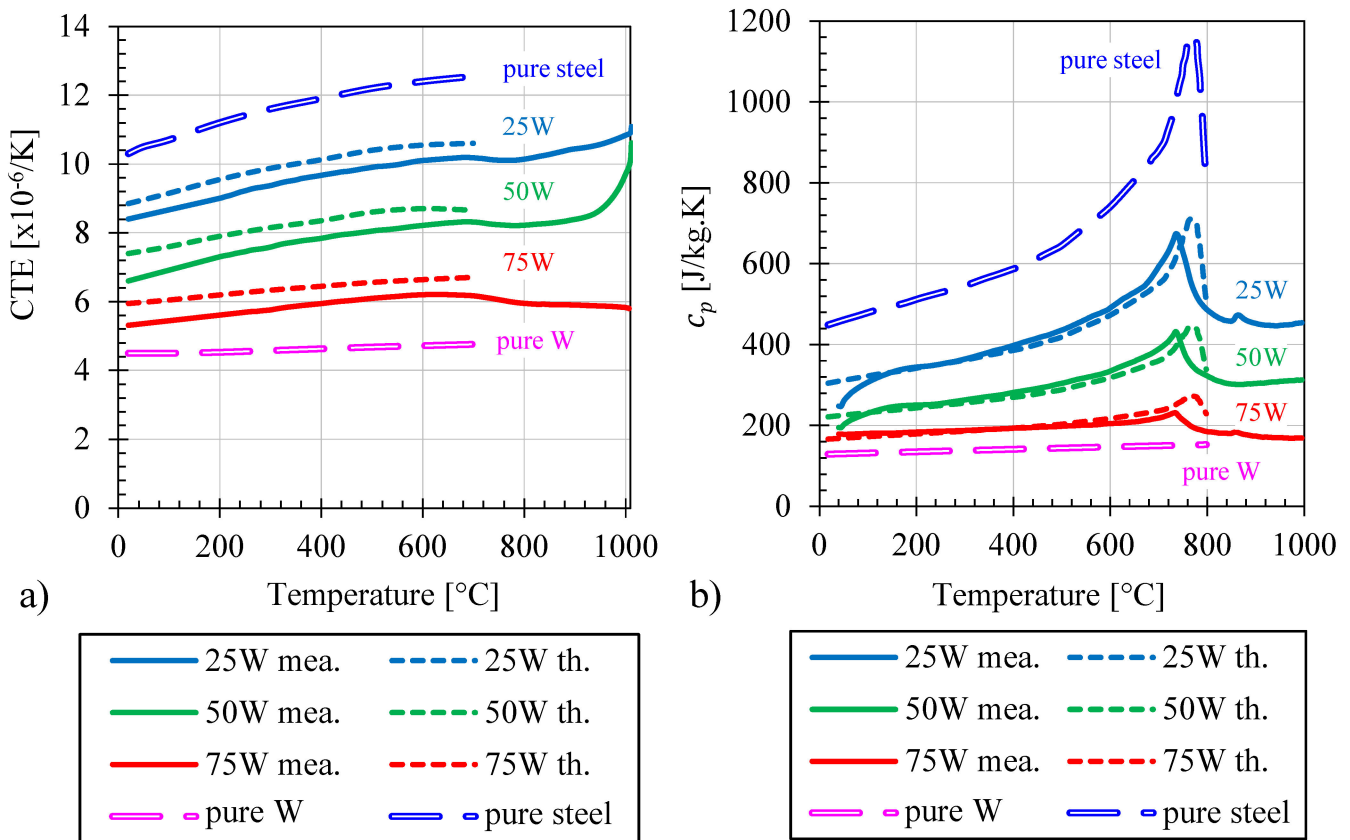 14
12
10
8
6
4
2
0
CTE [x10⁻⁶/K]
pure steel
25W
50W
75W
pure W
0 200 400 600 800 1000
Temperature [°C]
a)
25W mea. 25W th.
50W mea. 50W th.
75W mea. 75W th.
pure W pure steel
1200
1000
800
600
400
200
0
cₚ [J/kg.K]
pure steel
25W
50W
75W
pure W
0 200 400 600 800 1000
Temperature [°C]
b)
25W mea. 25W th.
50W mea. 50W th.
75W mea. 75W th.
pure W pure steel